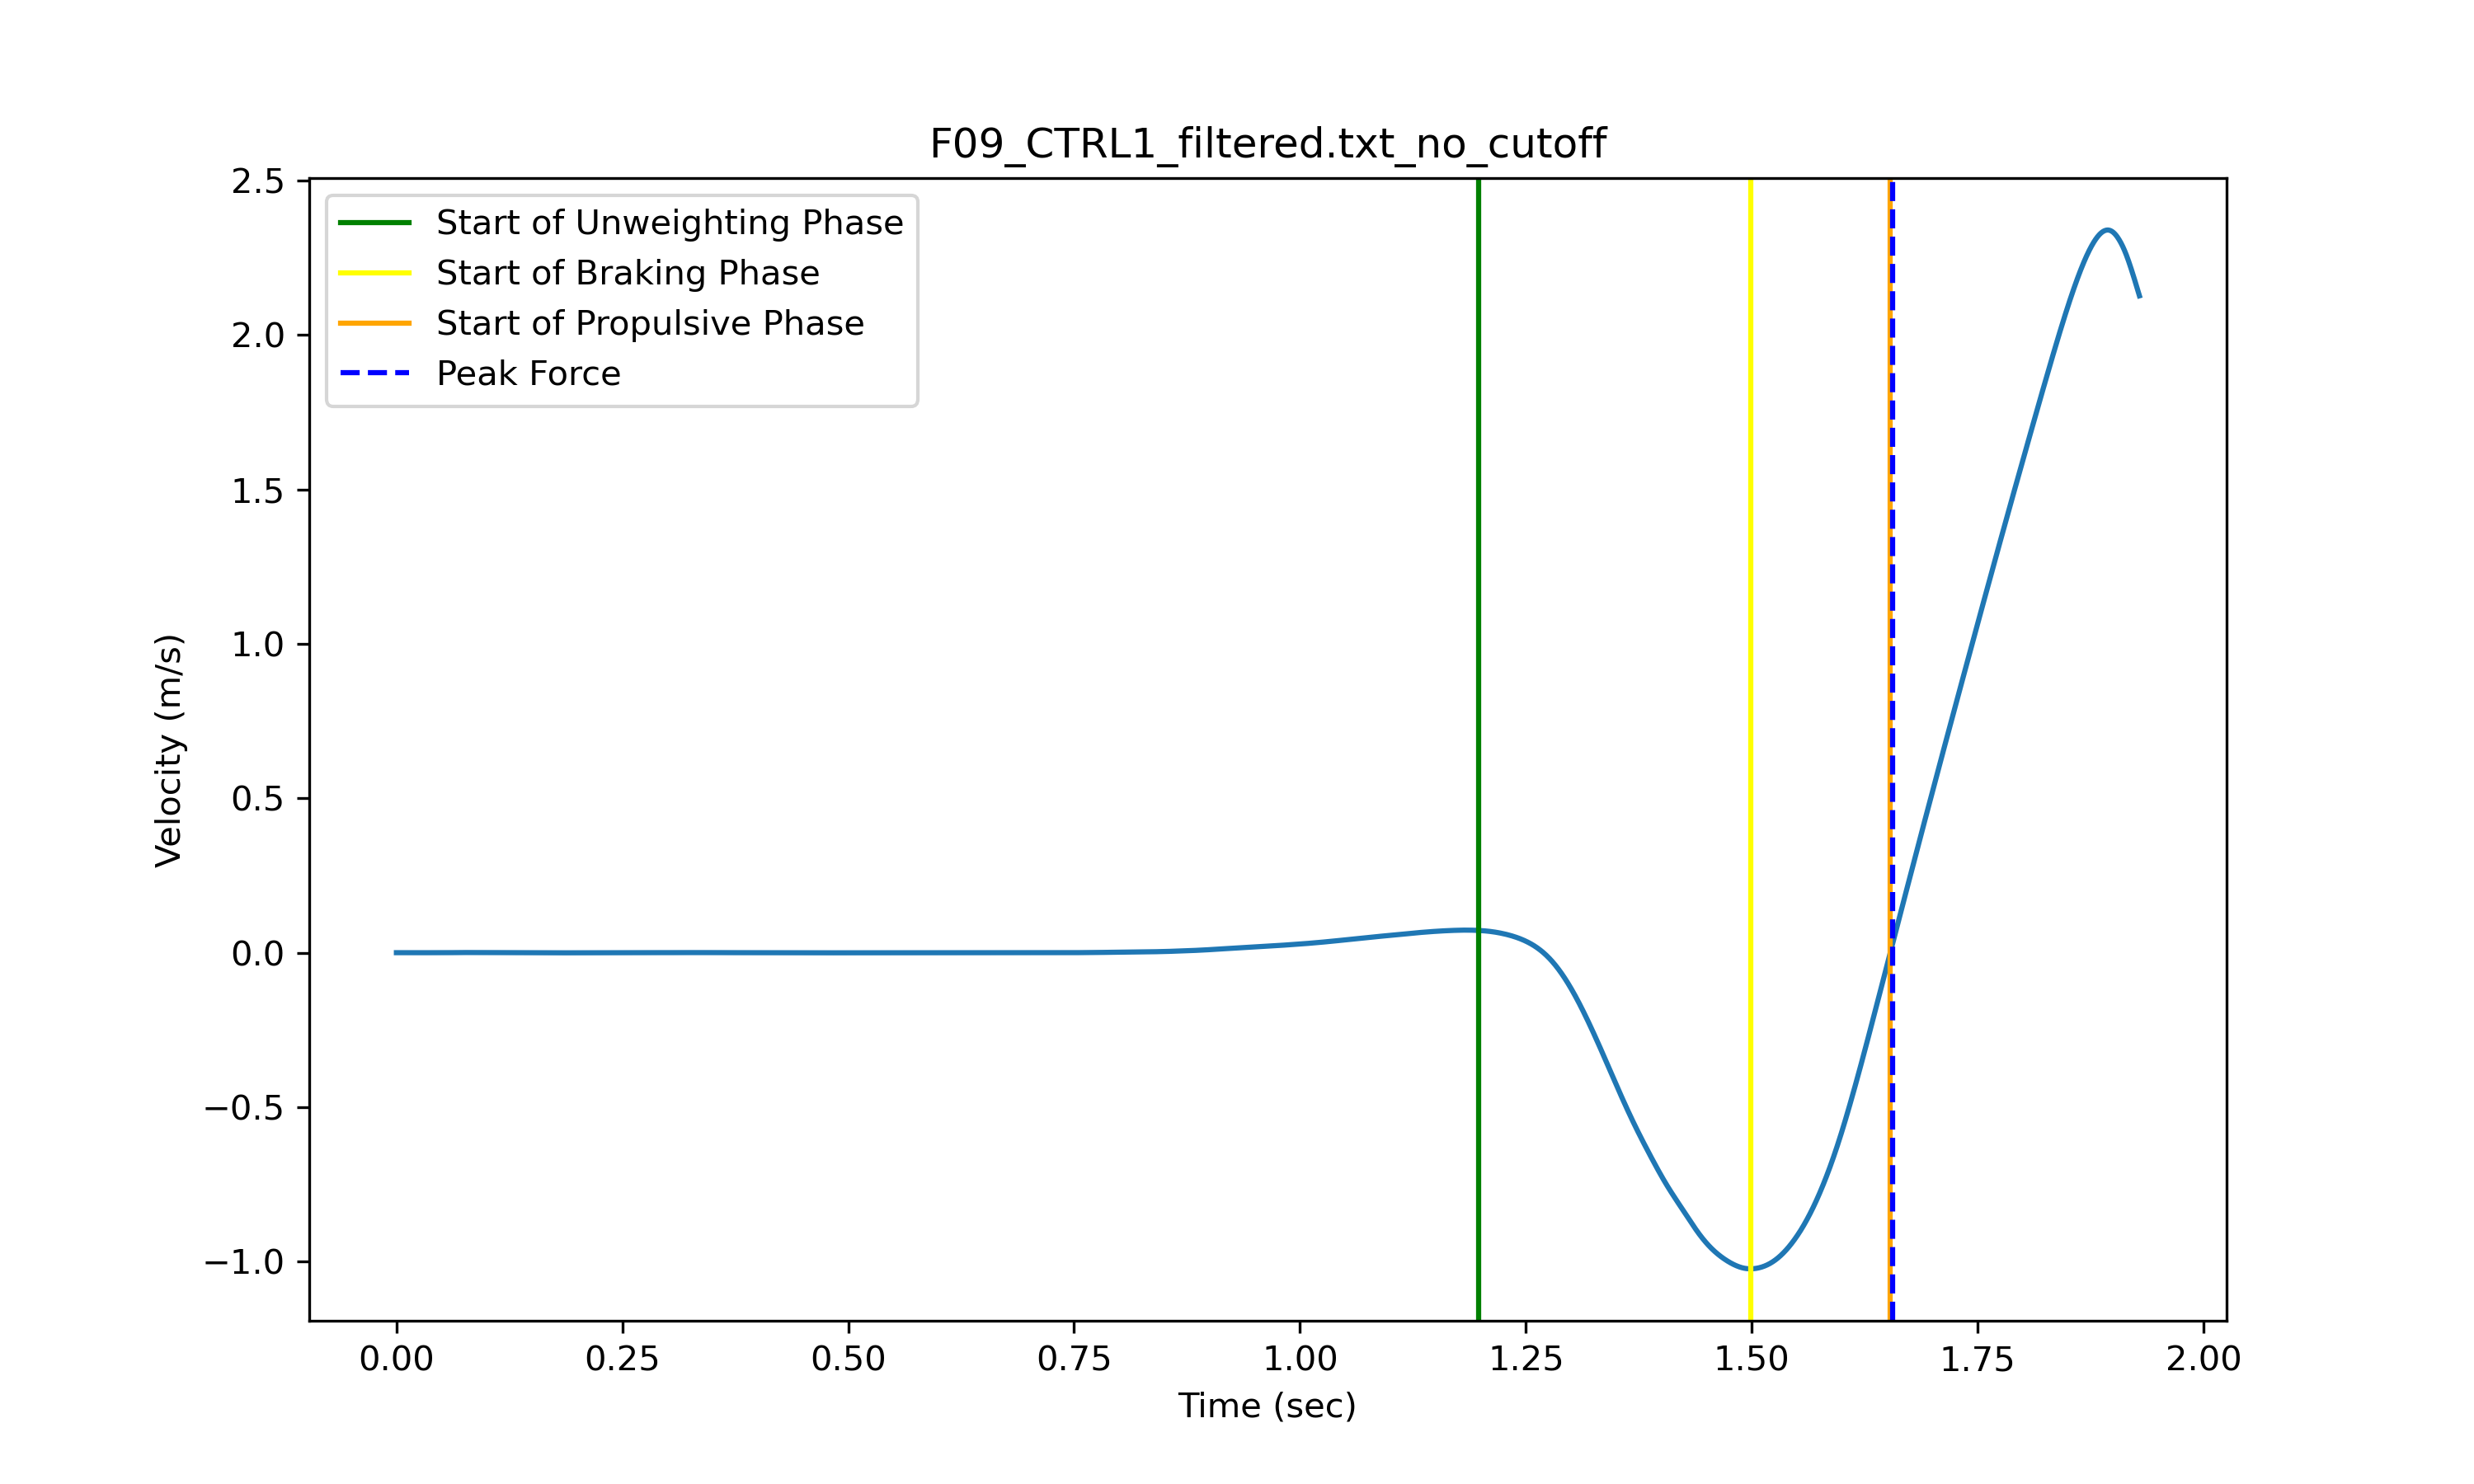 F09_CTRL1_filtered.txt_no_cutoff
Start of Unweighting Phase
Start of Braking Phase
Start of Propulsive Phase
Peak Force
Velocity (m/s)
2.5
2.0
1.5
1.0
0.5
0.0
−0.5
−1.0
0.00 0.25 0.50 0.75 1.00 1.25 1.50 1.75 2.00
Time (sec)